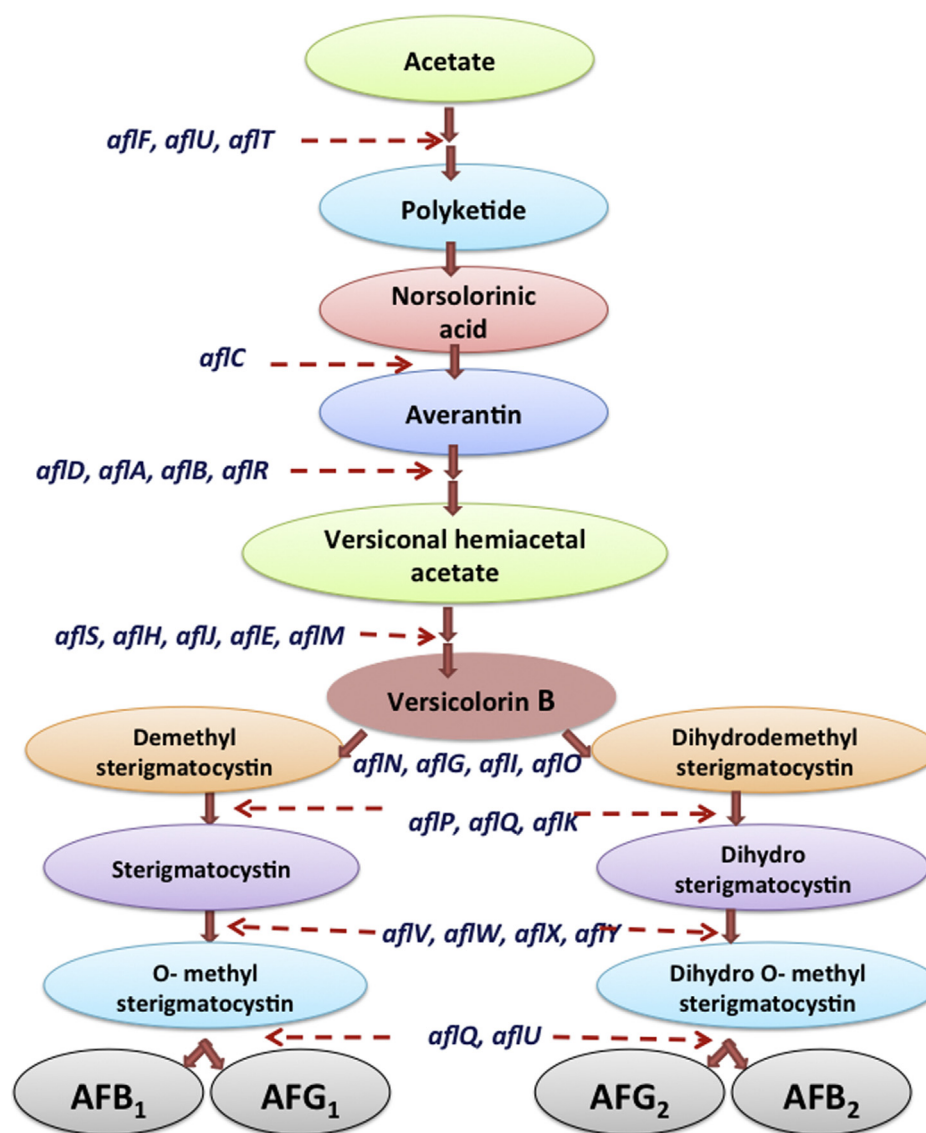 Acetate
aflF, aflU, aflT
Polyketide
Norsolorinic
acid
aflC
Averantin
aflD, aflA, aflB, aflR
Versiconal hemiacetal
acetate
aflS, aflH, aflJ, aflE, aflM
Versicolorin B
Demethyl
sterigmatocystin
Dihydrodemethyl
sterigmatocystin
aflN, aflG, aflI, aflO
aflP, aflQ, aflK
Sterigmatocystin
Dihydro
sterigmatocystin
aflV, aflW, aflX, aflY
O- methyl
sterigmatocystin
Dihydro O- methyl
sterigmatocystin
aflQ, aflU
AFB₁ AFG₁ AFG₂ AFB₂